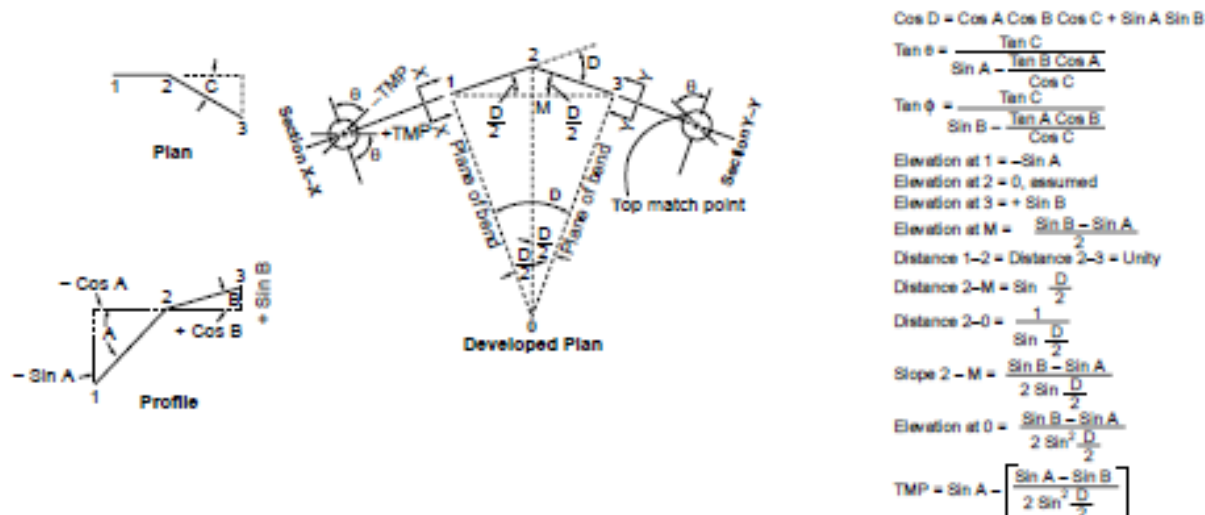 1
2
C
3
Plan
– Cos A
2
3
B
+ Sin B
A
+ Cos B
– Sin A
1
Profile
2
D
θ
–TMP
X
1
3
Y
θ
+TMP
X
D
2
M
D
2
Y
θ
Section X–X
Section Y–Y
Plane of bend
Plane of bend
D
Top match point
D
M
D
M
0
Developed Plan
Cos D = Cos A Cos B Cos C + Sin A Sin B
Tan θ = Tan C
Sin A – Tan B Cos A
Cos C
Tan ϕ = Tan C
Sin B – Tan A Cos B
Cos C
Elevation at 1 = –Sin A
Elevation at 2 = 0, assumed
Elevation at 3 = + Sin B
Elevation at M = Sin B – Sin A
2
Distance 1–2 = Distance 2–3 = Unity
Distance 2–M = Sin D
2
Distance 2–0 = 1
Sin D
2
Slope 2 – M = Sin B – Sin A
2 Sin D
2
Elevation at 0 = Sin B – Sin A
2 Sin² D
2
TMP = Sin A – [ Sin A – Sin B ]
2 Sin² D
2